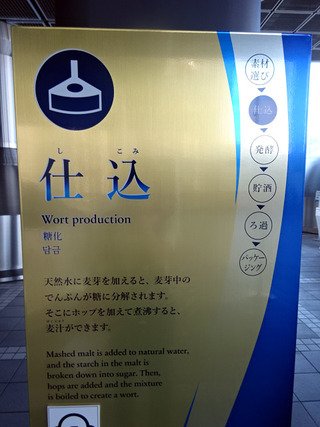 し こみ
仕込
Wort production
糖化
담금
天然水に麦芽を加えると、麦芽中の
でんぷんが糖に分解されます。
そこにホップを加えて煮沸すると、
麦汁ができます。
Mashed malt is added to natural water,
and the starch in the malt is
broken down into sugar. Then,
hops are added and the mixture
is boiled to create a wort.
素材
選び
仕込
発酵
貯酒
ろ過
パッケー
ジング